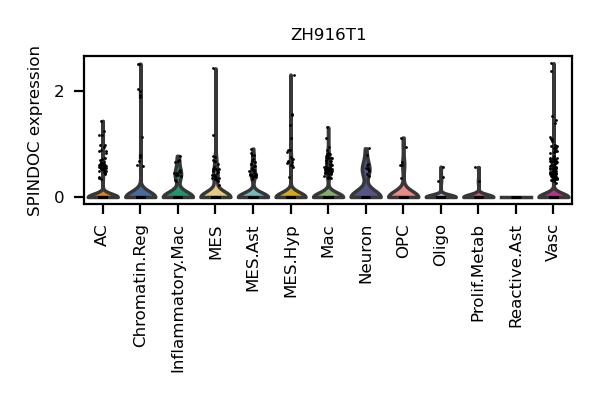 ZH916T1
SPINDOC expression
2
0
AC
Chromatin.Reg
Inflammatory.Mac
MES
MES.Ast
MES.Hyp
Mac
Neuron
OPC
Oligo
Prolif.Metab
Reactive.Ast
Vasc